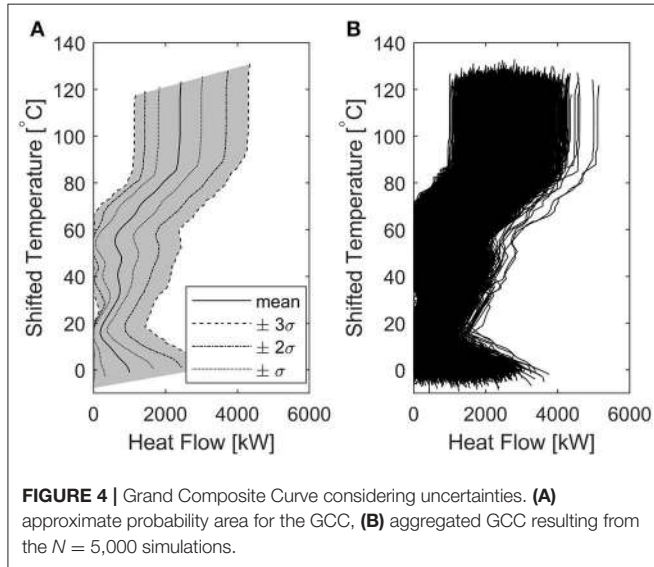 A
B
140
120
100
80
60
40
20
0
Shifted Temperature [°C]
0 2000 4000 6000
Heat Flow [kW]
mean
± 3σ
± 2σ
± σ
140
120
100
80
60
40
20
0
Shifted Temperature [°C]
0 2000 4000 6000
Heat Flow [kW]
FIGURE 4 | Grand Composite Curve considering uncertainties. (A)
approximate probability area for the GCC, (B) aggregated GCC resulting from
the N = 5,000 simulations.